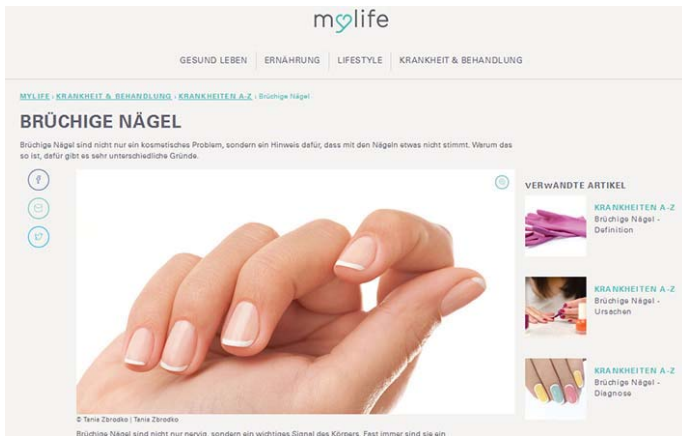 mylife
GESUND LEBEN
ERNÄHRUNG
LIFESTYLE
KRANKHEIT & BEHANDLUNG
MYLIFE › KRANKHEIT & BEHANDLUNG › KRANKHEITEN A-Z › Brüchige Nägel
BRÜCHIGE NÄGEL
Brüchige Nägel sind nicht nur ein kosmetisches Problem, sondern ein Hinweis dafür, dass mit den Nägeln etwas nicht stimmt. Warum das
so ist, dafür gibt es sehr unterschiedliche Gründe.
VERWANDTE ARTIKEL
KRANKHEITEN A-Z
Brüchige Nägel -
Definition
KRANKHEITEN A-Z
Brüchige Nägel -
Ursachen
KRANKHEITEN A-Z
Brüchige Nägel -
Diagnose
© Tanja Zbrodko | Tania Zbrodko
Brüchige Nägel sind nicht nur nervig, sondern ein wichtiges Signal des Körpers. Fast immer sind sie ein